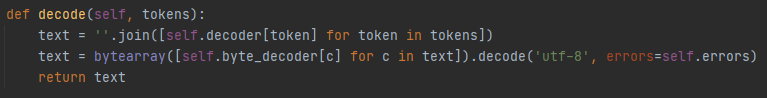 def decode(self, tokens):
    text = ''.join([self.decoder[token] for token in tokens])
    text = bytearray([self.byte_decoder[c] for c in text]).decode('utf-8', errors=self.errors)
    return text